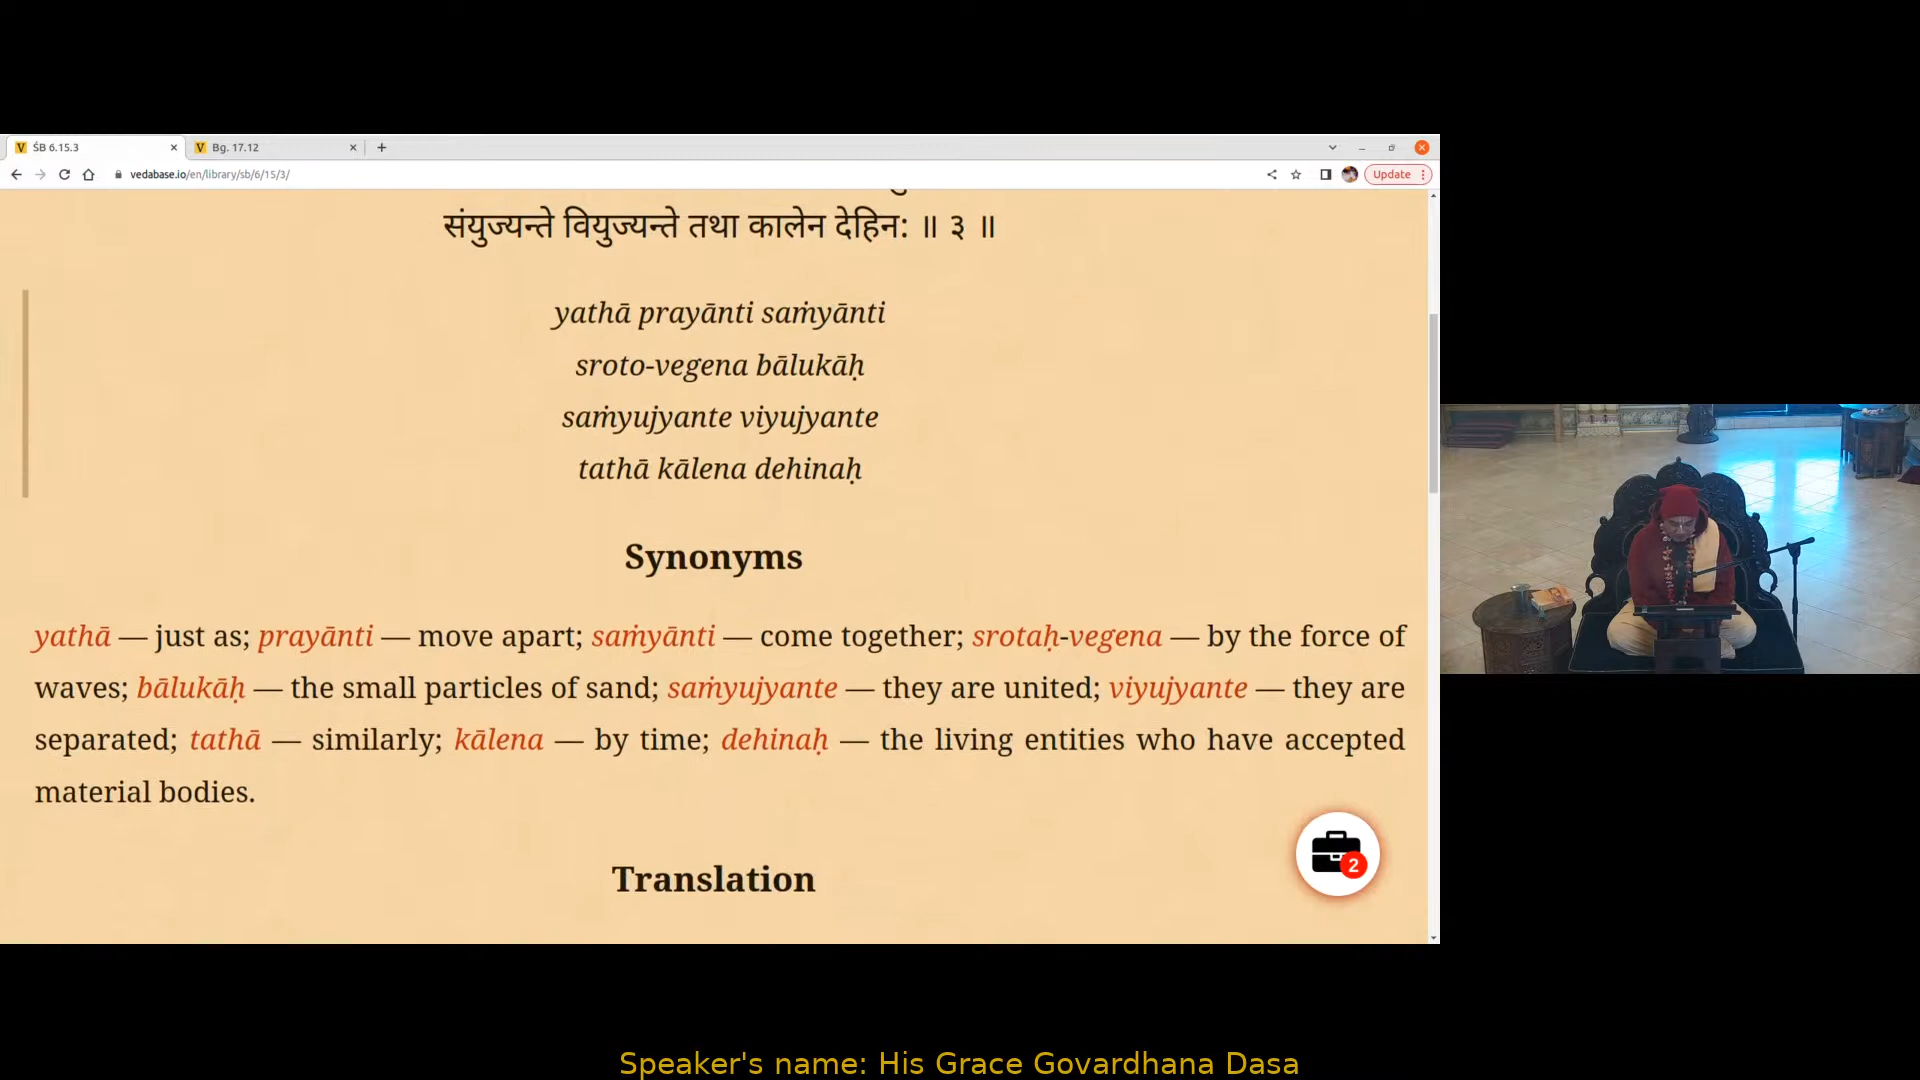 ŚB 6.15.3
Bg. 17.12
vedabase.io/en/library/sb/6/15/3/
Update
संयुज्यन्ते वियुज्यन्ते तथा कालेन देहिन: ॥ ३ ॥
yathā prayānti saṁyānti
sroto-vegena bālukāḥ
saṁyujyante viyujyante
tathā kālena dehinaḥ
Synonyms
yathā — just as; prayānti — move apart; saṁyānti — come together; srotaḥ-vegena — by the force of
waves; bālukāḥ — the small particles of sand; saṁyujyante — they are united; viyujyante — they are
separated; tathā — similarly; kālena — by time; dehinaḥ — the living entities who have accepted
material bodies.
2
Translation
Speaker's name: His Grace Govardhana Dasa